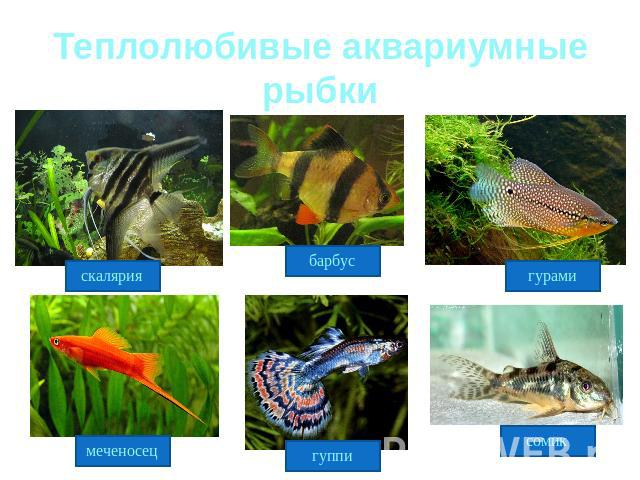 Теплолюбивые аквариумные
рыбки
скалярия
барбус
гурами
меченосец
гуппи
сомик